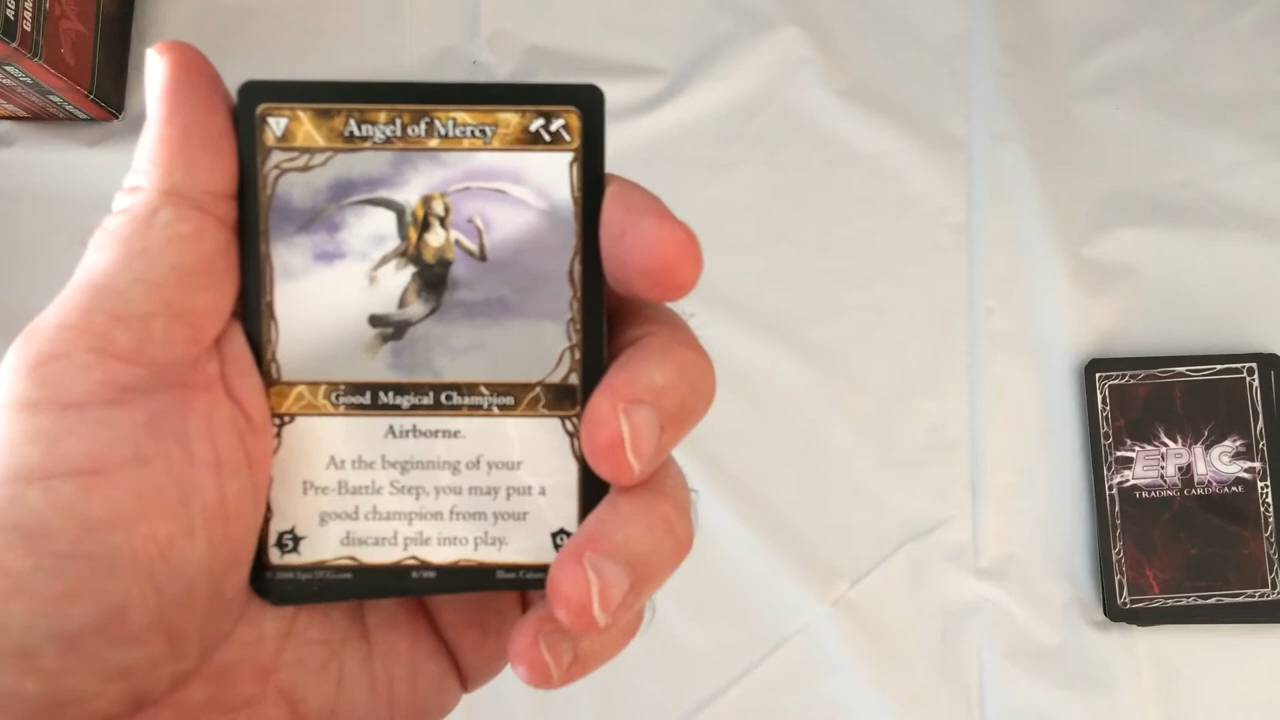 Angel of Mercy
Good Magical Champion
Airborne.
At the beginning of your
Pre-Battle Step, you may put a
good champion from your
discard pile into play.
5
9
EPIC
TRADING CARD GAME